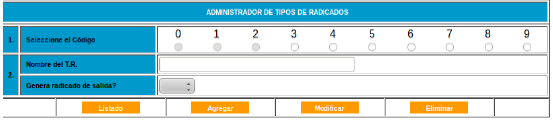 ADMINISTRADOR DE TIPOS DE RADICADOS
1. Seleccione el Código 0 1 2 3 4 5 6 7 8 9
2. Nombre del T.R.
Genera radicado de salida?
Listado Agregar Modificar Eliminar